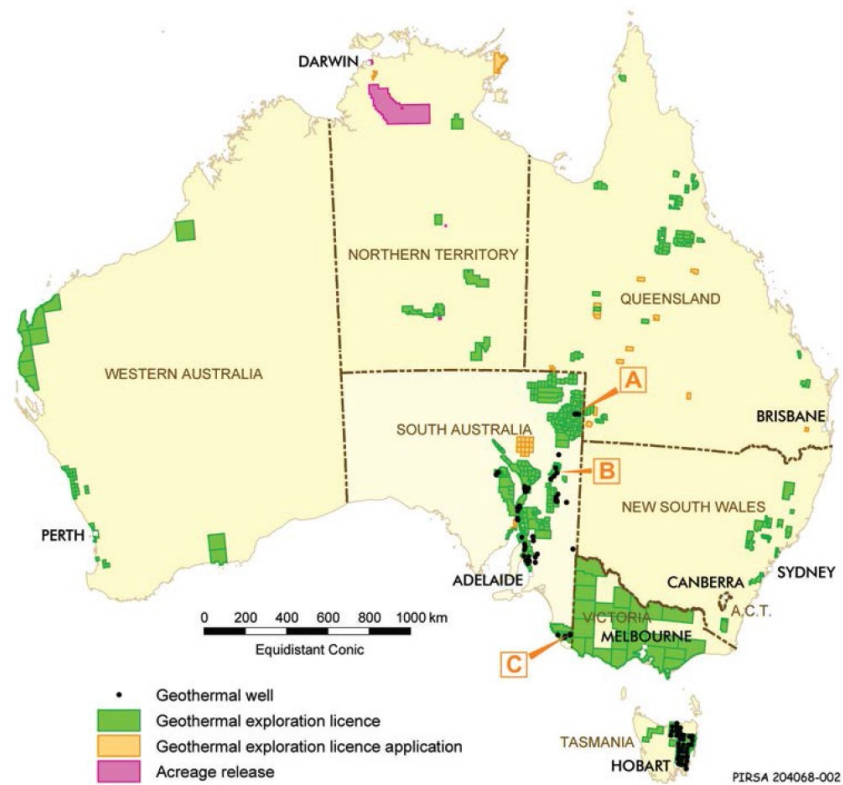 DARWIN
NORTHERN TERRITORY
QUEENSLAND
WESTERN AUSTRALIA
A
BRISBANE
SOUTH AUSTRALIA
B
NEW SOUTH WALES
PERTH
SYDNEY
ADELAIDE
CANBERRA
A.C.T.
VICTORIA
MELBOURNE
0 200 400 600 800 1000 km
Equidistant Conic
C
Geothermal well
Geothermal exploration licence
Geothermal exploration licence application
Acreage release
TASMANIA
HOBART
PIRSA 204068-002